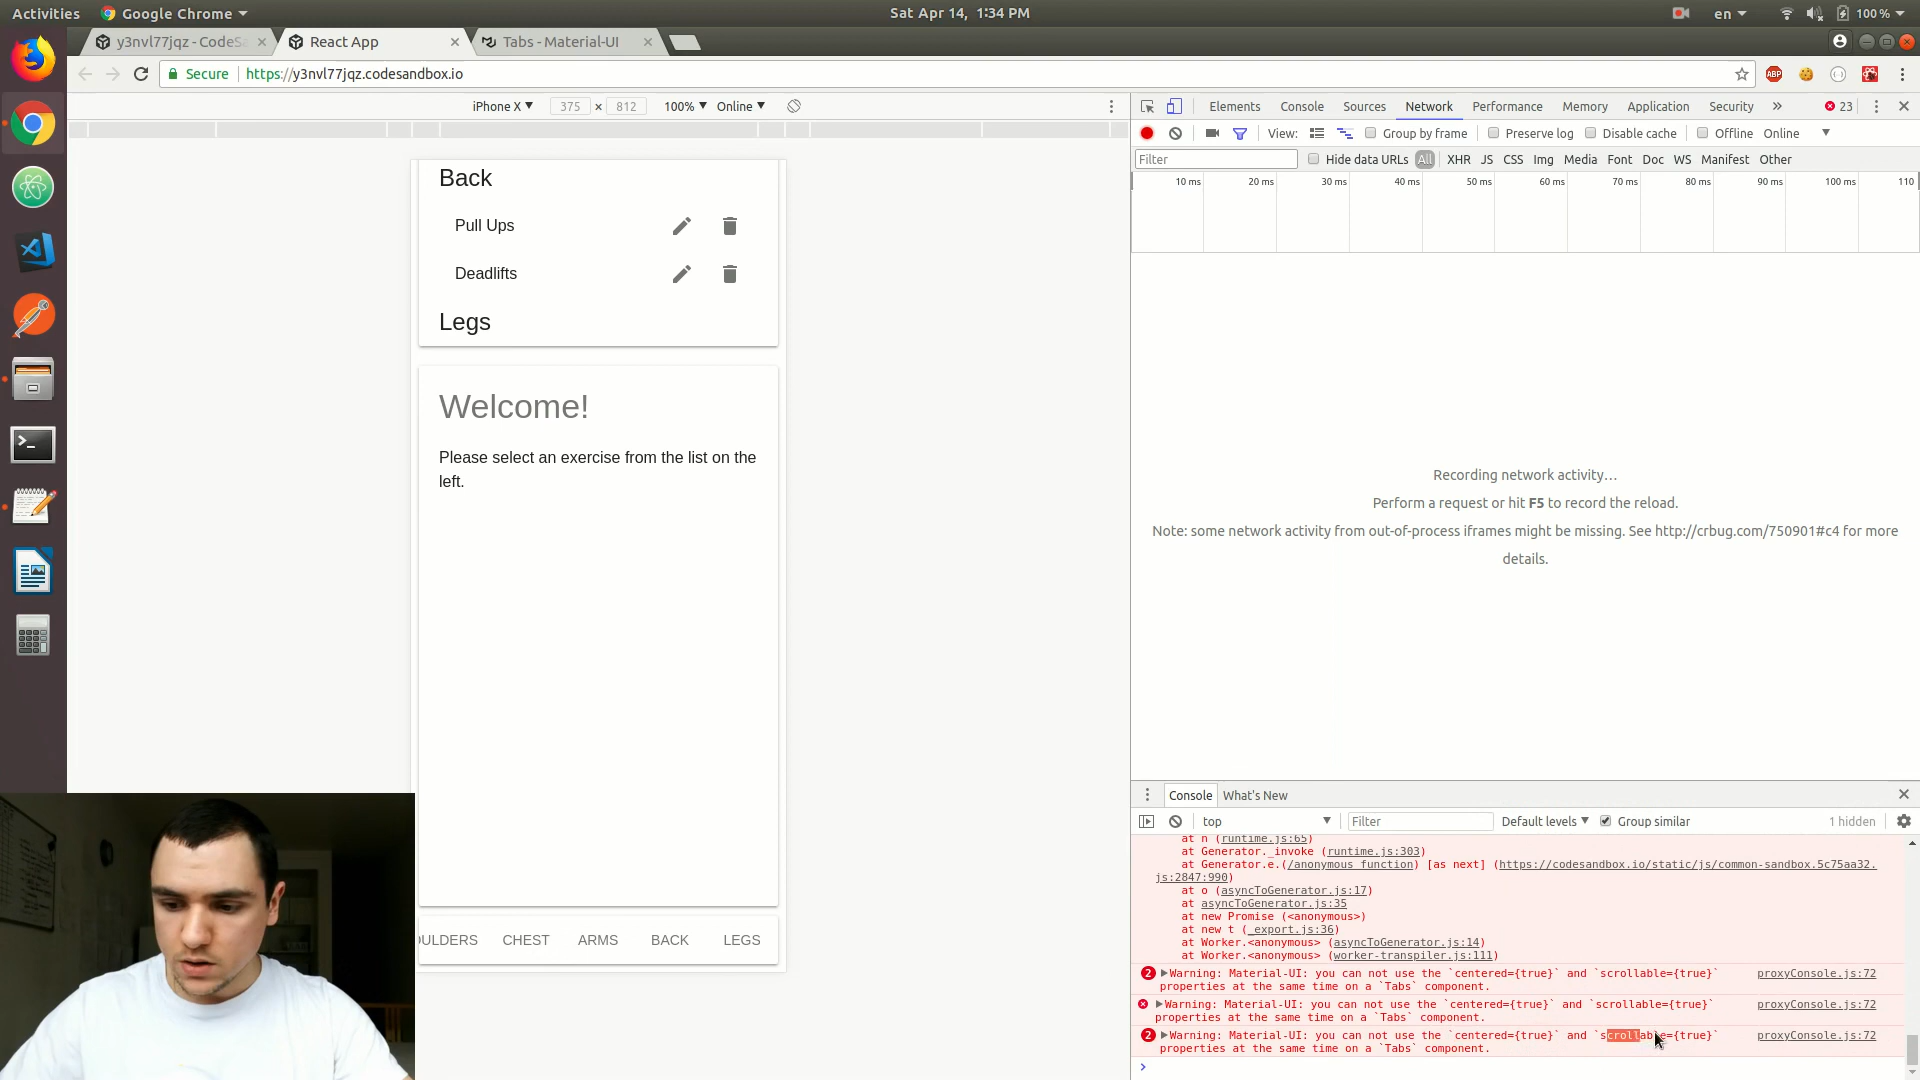 Activities
Google Chrome
Sat Apr 14, 1:34 PM
en
100 %
y3nvl77jqz - CodeSa
React App
Tabs - Material-UI
Secure
https://y3nvl77jqz.codesandbox.io
ABP
iPhone X ▼
375
×
812
100% ▼
Online ▼
Back
Pull Ups
Deadlifts
Legs
Welcome!
Please select an exercise from the list on the
left.
OULDERS
CHEST
ARMS
BACK
LEGS
Elements
Console
Sources
Network
Performance
Memory
Application
Security
»
23
View:
Group by frame
Preserve log
Disable cache
Offline
Online
Filter
Hide data URLs
All
XHR
JS
CSS
Img
Media
Font
Doc
WS
Manifest
Other
10 ms
20 ms
30 ms
40 ms
50 ms
60 ms
70 ms
80 ms
90 ms
100 ms
110
Recording network activity…
Perform a request or hit F5 to record the reload.
Note: some network activity from out-of-process iframes might be missing. See http://crbug.com/750901#c4 for more
details.
Console
What's New
top
Filter
Default levels ▼
Group similar
1 hidden
at n (runtime.js:65)
at Generator._invoke (runtime.js:303)
at Generator.e.(/anonymous function) [as next] (https://codesandbox.io/static/js/common-sandbox.5c75aa32.
js:2847:990)
at o (asyncToGenerator.js:17)
at asyncToGenerator.js:35
at new Promise (<anonymous>)
at new t (_export.js:36)
at Worker.<anonymous> (asyncToGenerator.js:14)
at Worker.<anonymous> (worker-transpiler.js:111)
2 ▶Warning: Material-UI: you can not use the `centered={true}` and `scrollable={true}` proxyConsole.js:72
properties at the same time on a `Tabs` component.
▶Warning: Material-UI: you can not use the `centered={true}` and `scrollable={true}` proxyConsole.js:72
properties at the same time on a `Tabs` component.
2 ▶Warning: Material-UI: you can not use the `centered={true}` and `scrollable={true}` proxyConsole.js:72
properties at the same time on a `Tabs` component.
>